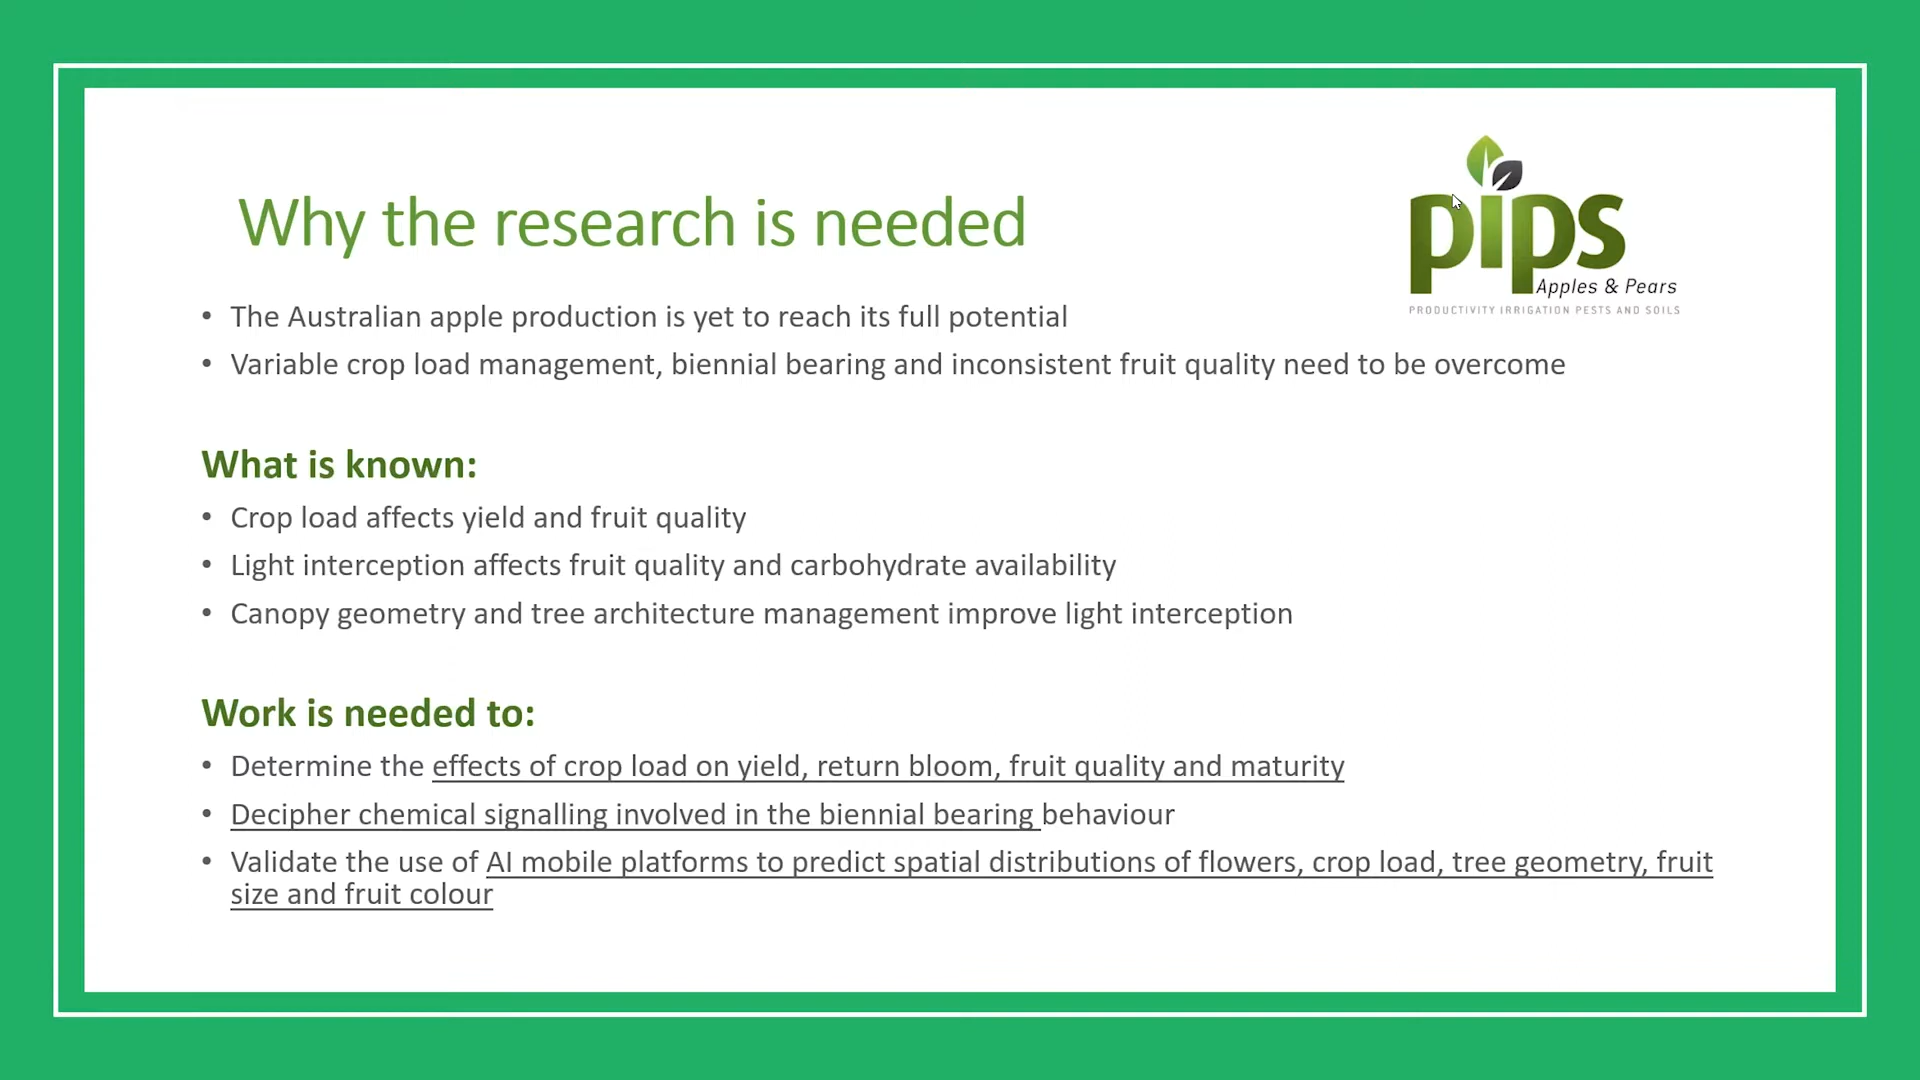 Why the research is needed
pips
Apples & Pears
PRODUCTIVITY IRRIGATION PESTS AND SOILS
• The Australian apple production is yet to reach its full potential
• Variable crop load management, biennial bearing and inconsistent fruit quality need to be overcome
What is known:
• Crop load affects yield and fruit quality
• Light interception affects fruit quality and carbohydrate availability
• Canopy geometry and tree architecture management improve light interception
Work is needed to:
• Determine the effects of crop load on yield, return bloom, fruit quality and maturity
• Decipher chemical signalling involved in the biennial bearing behaviour
• Validate the use of AI mobile platforms to predict spatial distributions of flowers, crop load, tree geometry, fruit
size and fruit colour